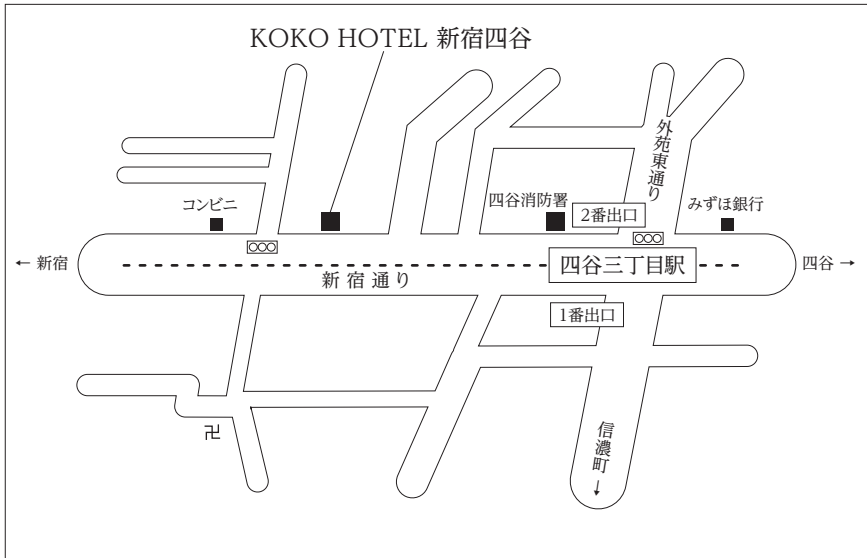 KOKO HOTEL 新宿四谷
外苑東通り
コンビニ
四谷消防署
2番出口
みずほ銀行
← 新宿
新宿通り
四谷三丁目駅
四谷 →
1番出口
卍
信濃町
↓